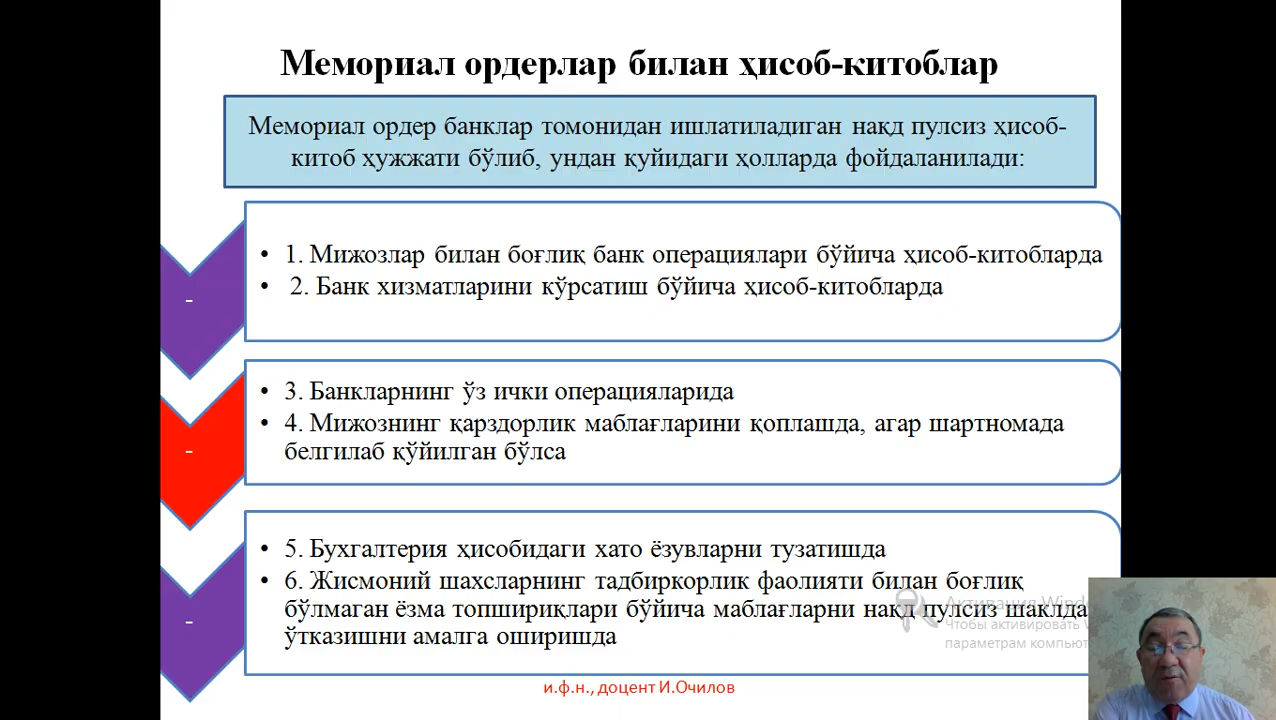 Мемориал ордерлар билан ҳисоб-китоблар
Мемориал ордер банклар томонидан ишлатиладиган нақд пулсиз ҳисоб-
китоб ҳужжати бўлиб, ундан қуйидаги ҳолларда фойдаланилади:
-
• 1. Мижозлар билан боғлиқ банк операциялари бўйича ҳисоб-китобларда
• 2. Банк хизматларини кўрсатиш бўйича ҳисоб-китобларда
-
• 3. Банкларнинг ўз ички операцияларида
• 4. Мижознинг қарздорлик маблағларини қоплашда, агар шартномада
белгилаб қўйилган бўлса
-
• 5. Бухгалтерия ҳисобидаги хато ёзувларни тузатишда
• 6. Жисмоний шахсларнинг тадбиркорлик фаолияти билан боғлиқ
бўлмаган ёзма топшириқлари бўйича маблағларни нақд пулсиз шаклда
ўтказишни амалга оширишда
Активация Wind
Чтобы активировать
параметрам компьют
и.ф.н., доцент И.Очилов